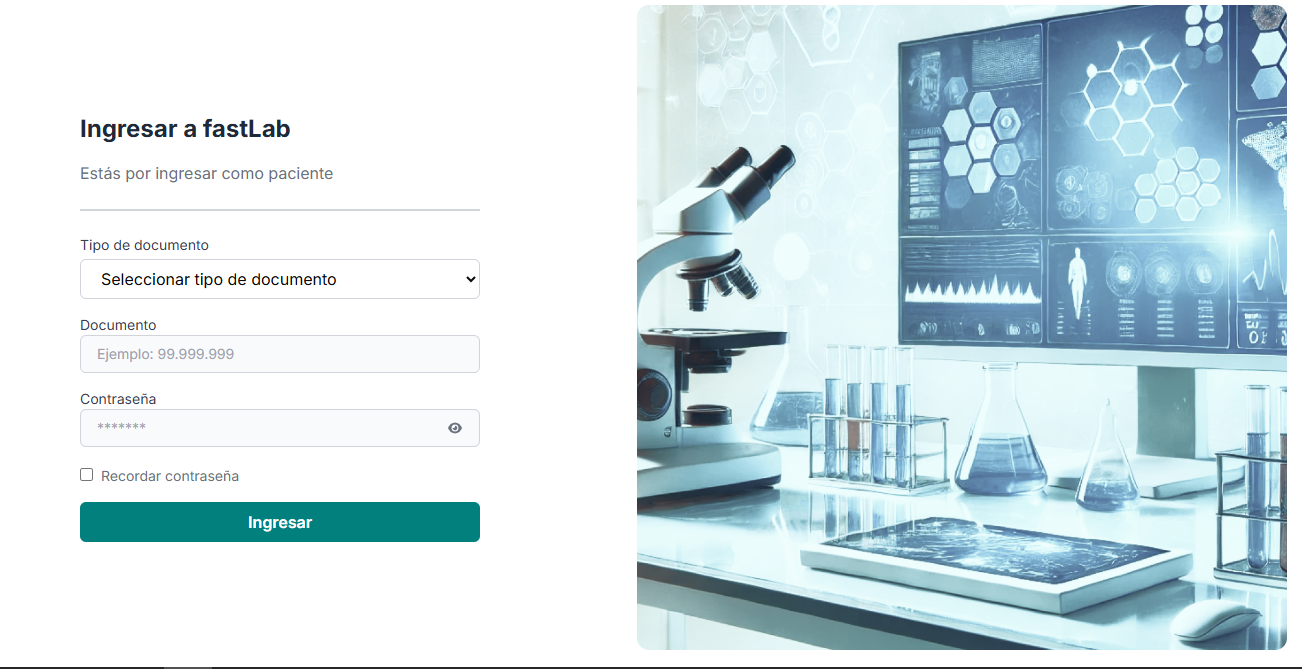 Ingresar a fastLab
Estás por ingresar como paciente
Tipo de documento
Seleccionar tipo de documento
Documento
Ejemplo: 99.999.999
Contraseña
*******
Recordar contraseña
Ingresar